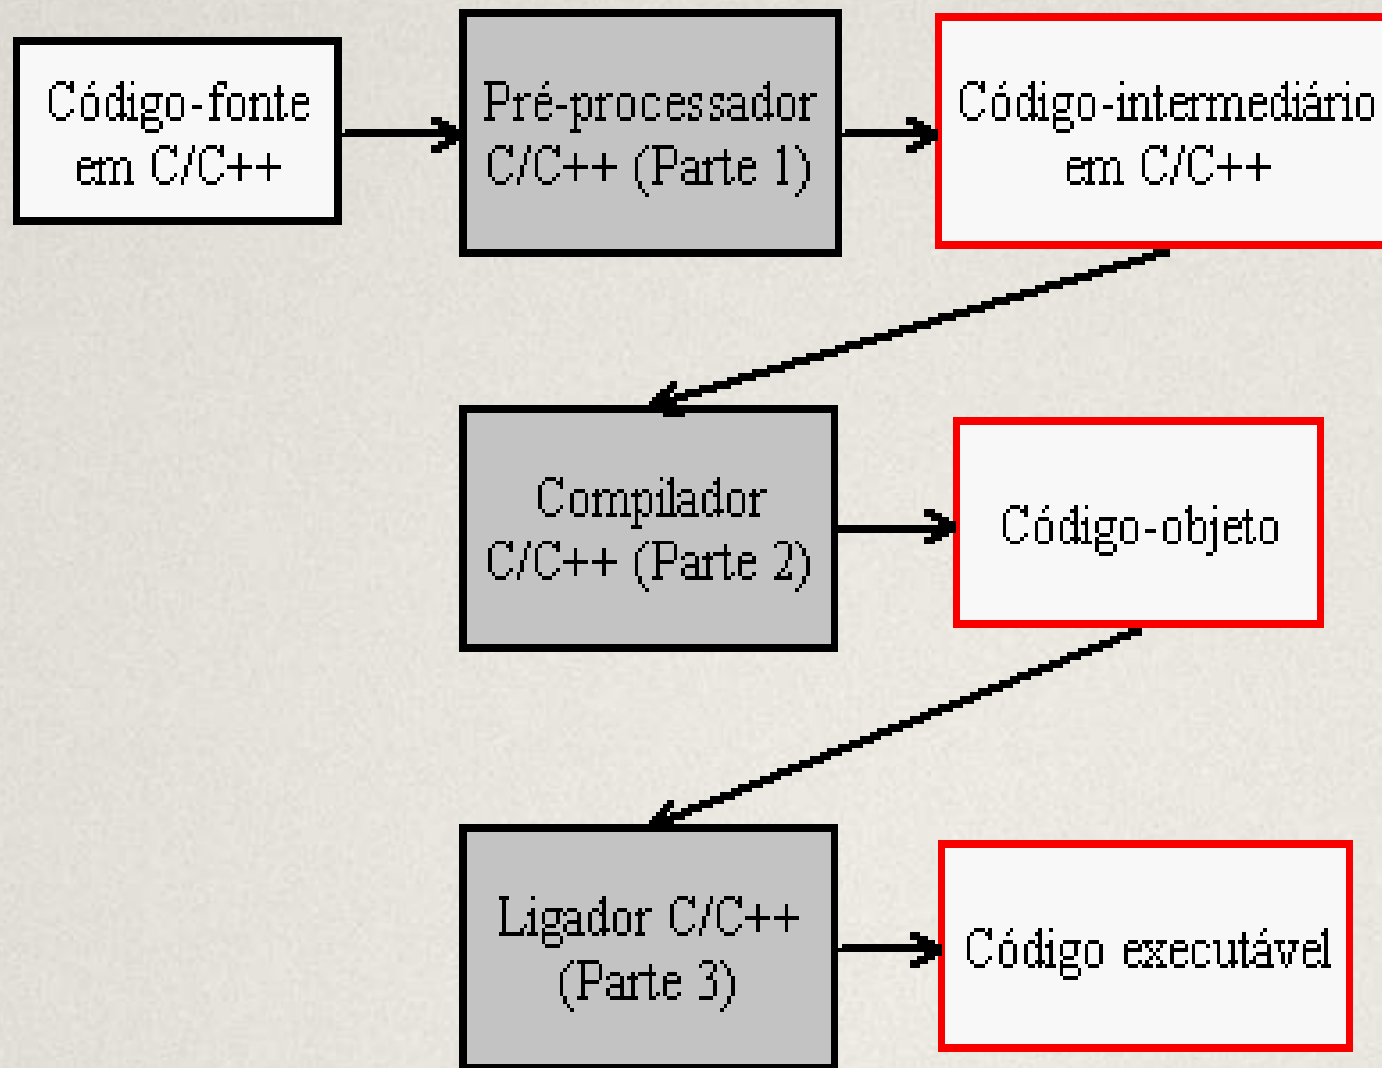 Código-fonte
em C/C++
Pré-processador
C/C++ (Parte 1)
Código-intermediário
em C/C++
Compilador
C/C++ (Parte 2)
Código-objeto
Ligador C/C++
(Parte 3)
Código executável